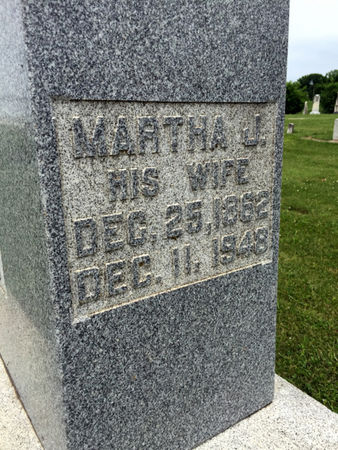 MARTHA J.
HIS WIFE
DEC. 25, 1862
DEC. 11. 1948